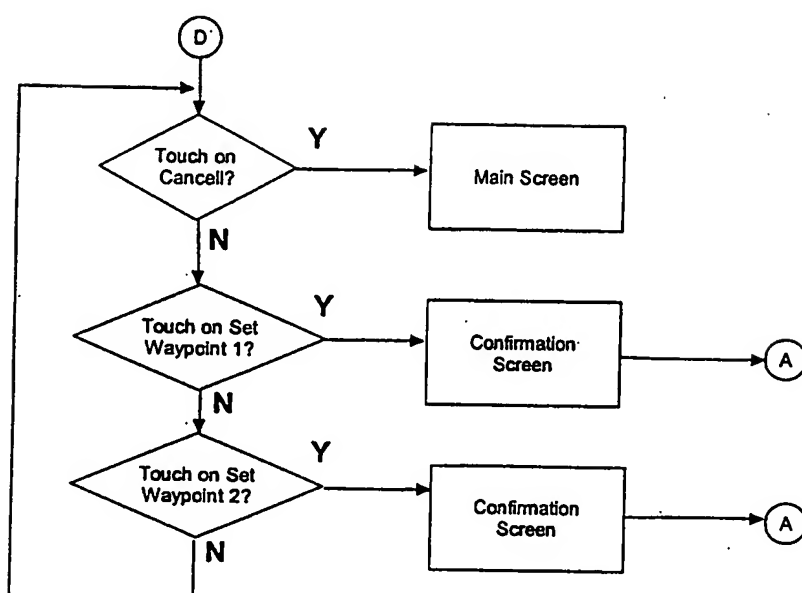 D
Touch on
Cancell?
Y
Main Screen
N
Touch on Set
Waypoint 1?
Y
Confirmation
Screen
A
N
Touch on Set
Waypoint 2?
Y
Confirmation
Screen
A
N